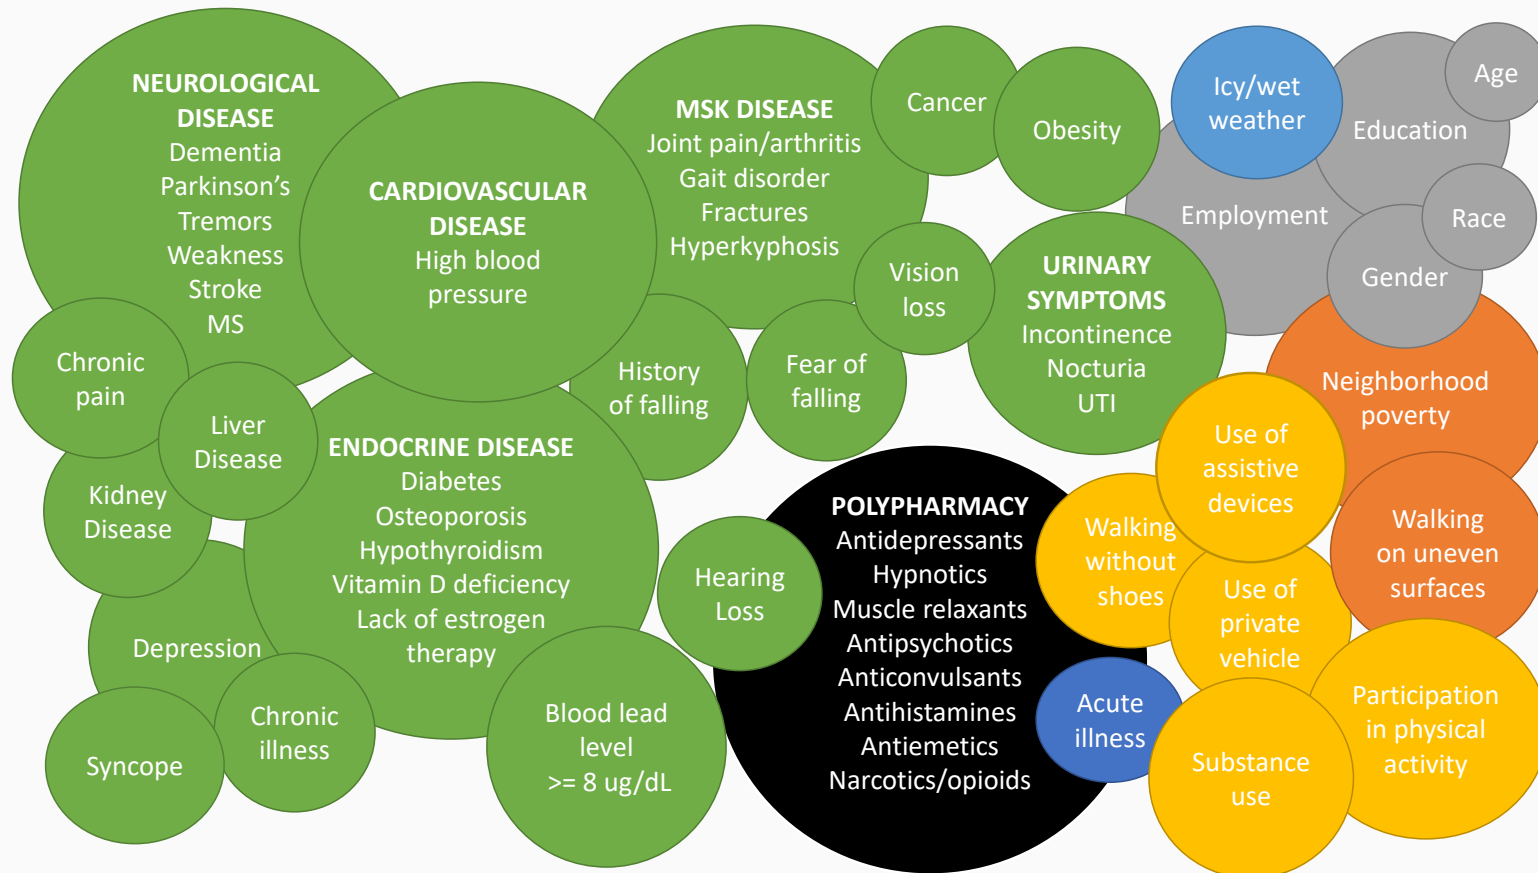 NEUROLOGICAL
DISEASE
Dementia
Parkinson's
Tremors
Weakness
Stroke
MS
CARDIOVASCULAR
DISEASE
High blood
pressure
MSK DISEASE
Joint pain/arthritis
Gait disorder
Fractures
Hyperkyphosis
Cancer
Obesity
Icy/wet
weather
Education
Age
Employment
Race
Gender
Vision
loss
URINARY
SYMPTOMS
Incontinence
Nocturia
UTI
Chronic
pain
Liver
Disease
History
of falling
Fear of
falling
Neighborhood
poverty
Kidney
Disease
ENDOCRINE DISEASE
Diabetes
Osteoporosis
Hypothyroidism
Vitamin D deficiency
Lack of estrogen
therapy
Use of
assistive
devices
Walking
on uneven
surfaces
POLYPHARMACY
Antidepressants
Hypnotics
Muscle relaxants
Antipsychotics
Anticonvulsants
Antihistamines
Antiemetics
Narcotics/opioids
Walking
without
shoes
Hearing
Loss
Use of
private
vehicle
Depression
Syncope
Chronic
illness
Blood lead
level
>= 8 ug/dL
Acute
illness
Substance
use
Participation
in physical
activity